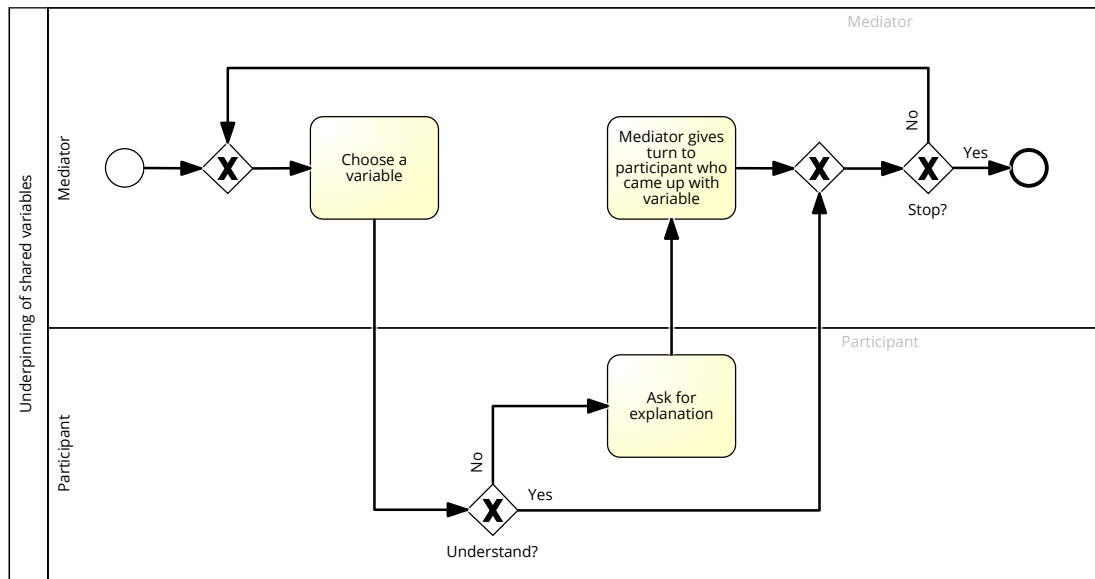 Underpinning of shared variables
Mediator
Mediator
Choose a
variable
Mediator gives
turn to
participant who
came up with
variable
No
Yes
Stop?
Participant
Participant
Ask for
explanation
No
Yes
Understand?